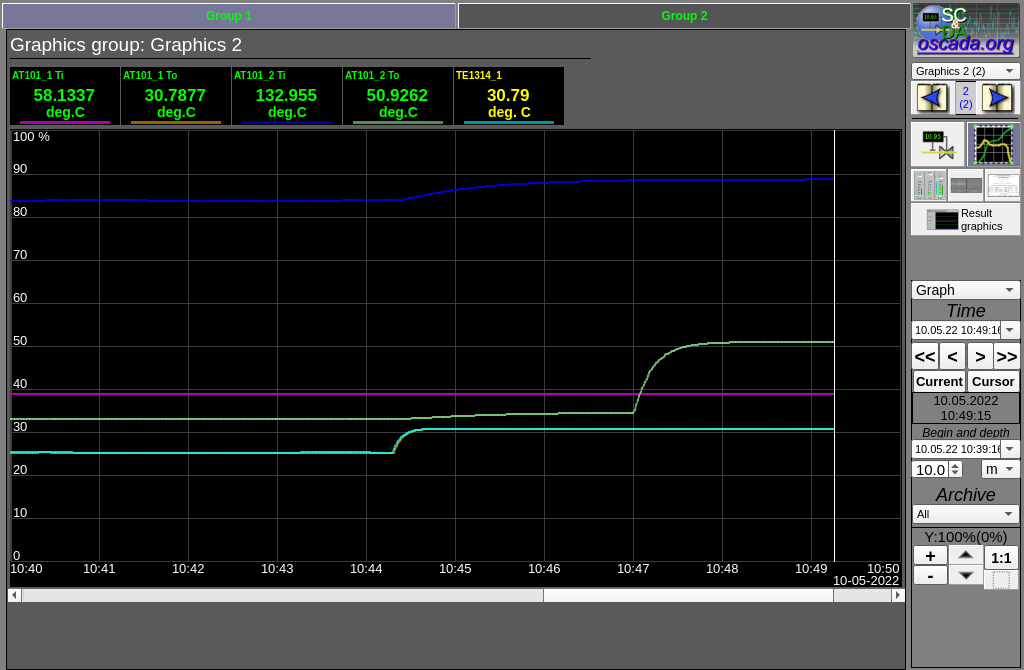 Group 1
Group 2
Graphics group: Graphics 2
AT101_1 Ti
58.1337
deg.C
AT101_1 To
30.7877
deg.C
AT101_2 Ti
132.955
deg.C
AT101_2 To
50.9262
deg.C
TE1314_1
30.79
deg. C
100 %
90
80
70
60
50
40
30
20
10
0
10:40 10:41 10:42 10:43 10:44 10:45 10:46 10:47 10:48 10:49 10:50
10-05-2022
10.95
SC
&
DA
oscada.org
Graphics 2 (2)
2
(2)
10.95
Result
graphics
Graph
Time
10.05.22 10:49:16
<< < > >>
Current Cursor
10.05.2022
10:49:15
Begin and depth
10.05.22 10:39:16
10.0 m
Archive
All
Y:100%(0%)
+
-
1:1